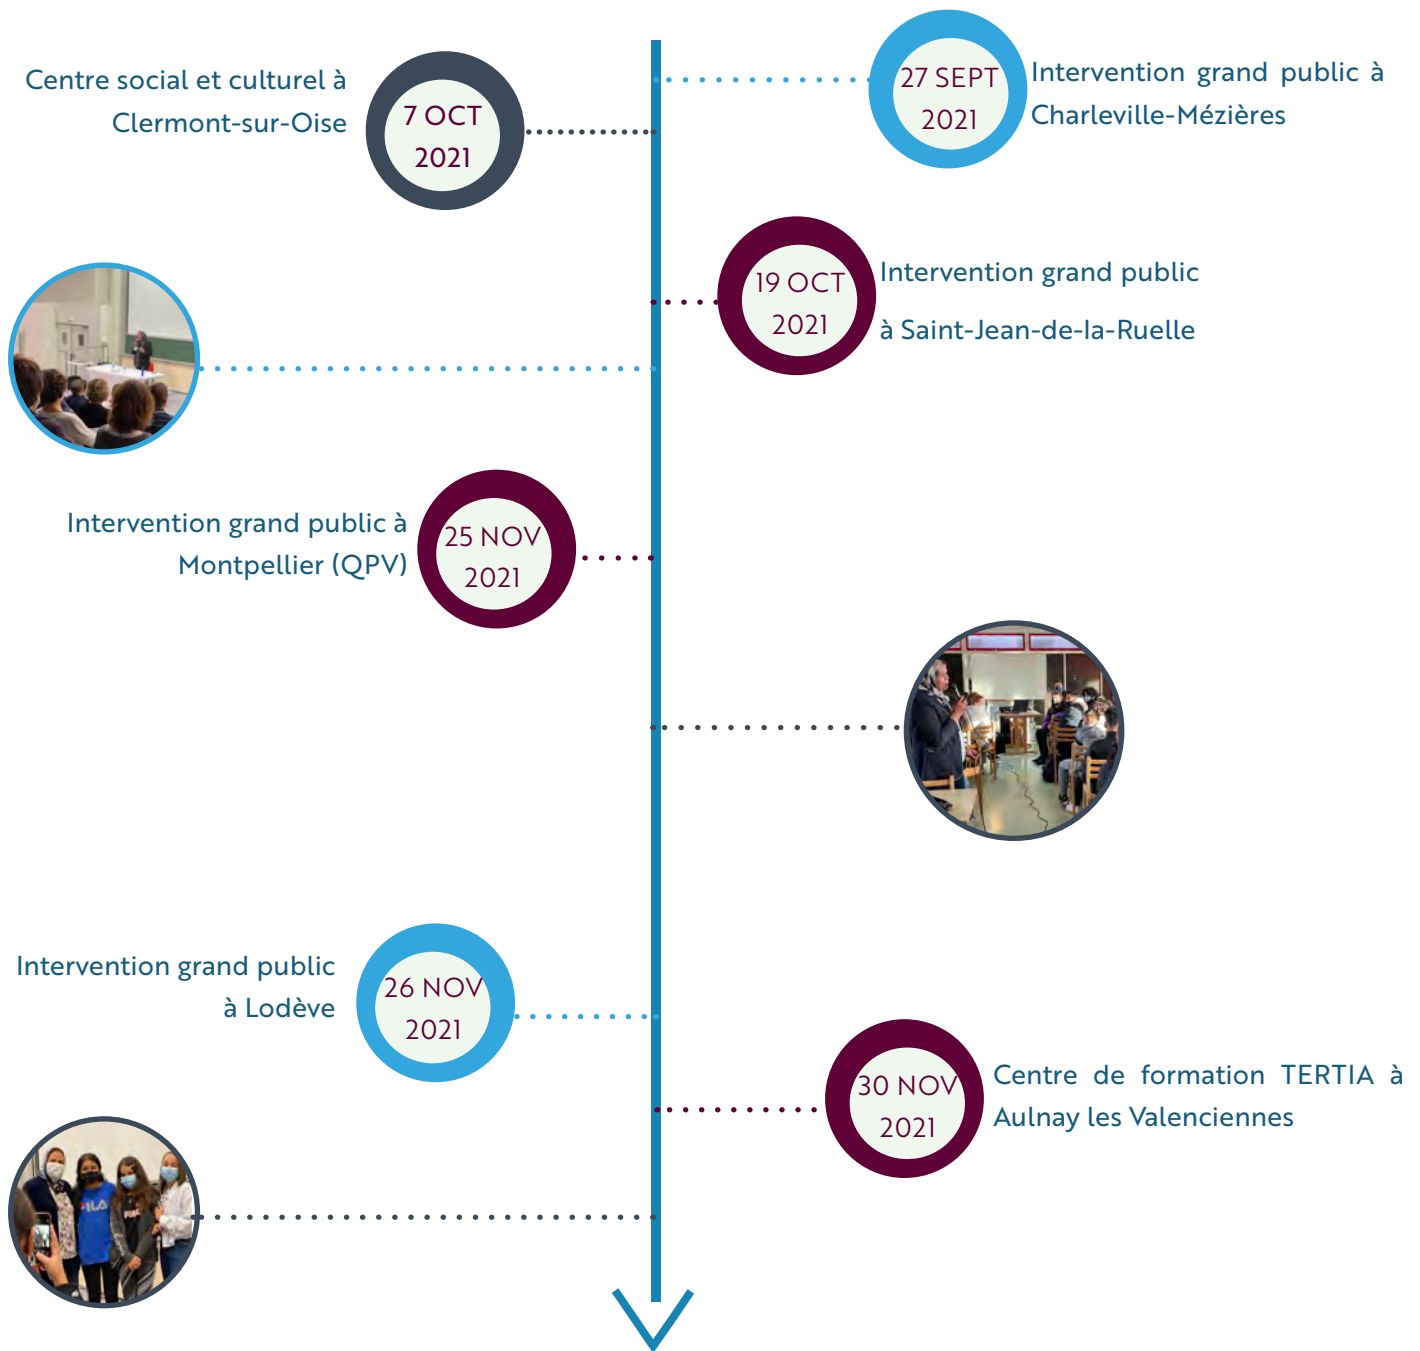 27 SEPT
2021
Intervention grand public à
Charleville-Mézières
Centre social et culturel à
Clermont-sur-Oise
7 OCT
2021
19 OCT
2021
Intervention grand public
à Saint-Jean-de-la-Ruelle
Intervention grand public à
Montpellier (QPV)
25 NOV
2021
Intervention grand public
à Lodève
26 NOV
2021
30 NOV
2021
Centre de formation TERTIA à
Aulnay les Valenciennes
FILA